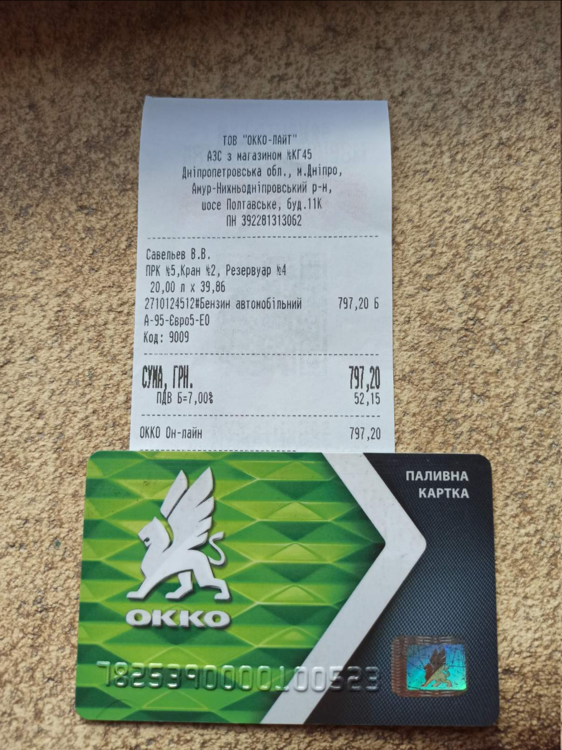 ТОВ "ОККО-ЛАЙТ"
АЗС з магазином №КГ45
Дніпропетровська обл., м.Дніпро,
Амур-Нижньодніпровський р-н,
шосе Полтавське, буд.11К
ПН 392281313062
Савельев В.В.
ПРК №5,Кран №2, Резервуар №4
20,00 л x 39,86
2710124512#Бензин автомобільний 797,20 Б
А-95-Євро5-Е0
Код: 9009
СУМА, ГРН. 797,20
ПДВ Б=7,00% 52,15
ОККО Он-лайн 797,20
ПАЛИВНА
КАРТКА
ОККО
7825390000100523